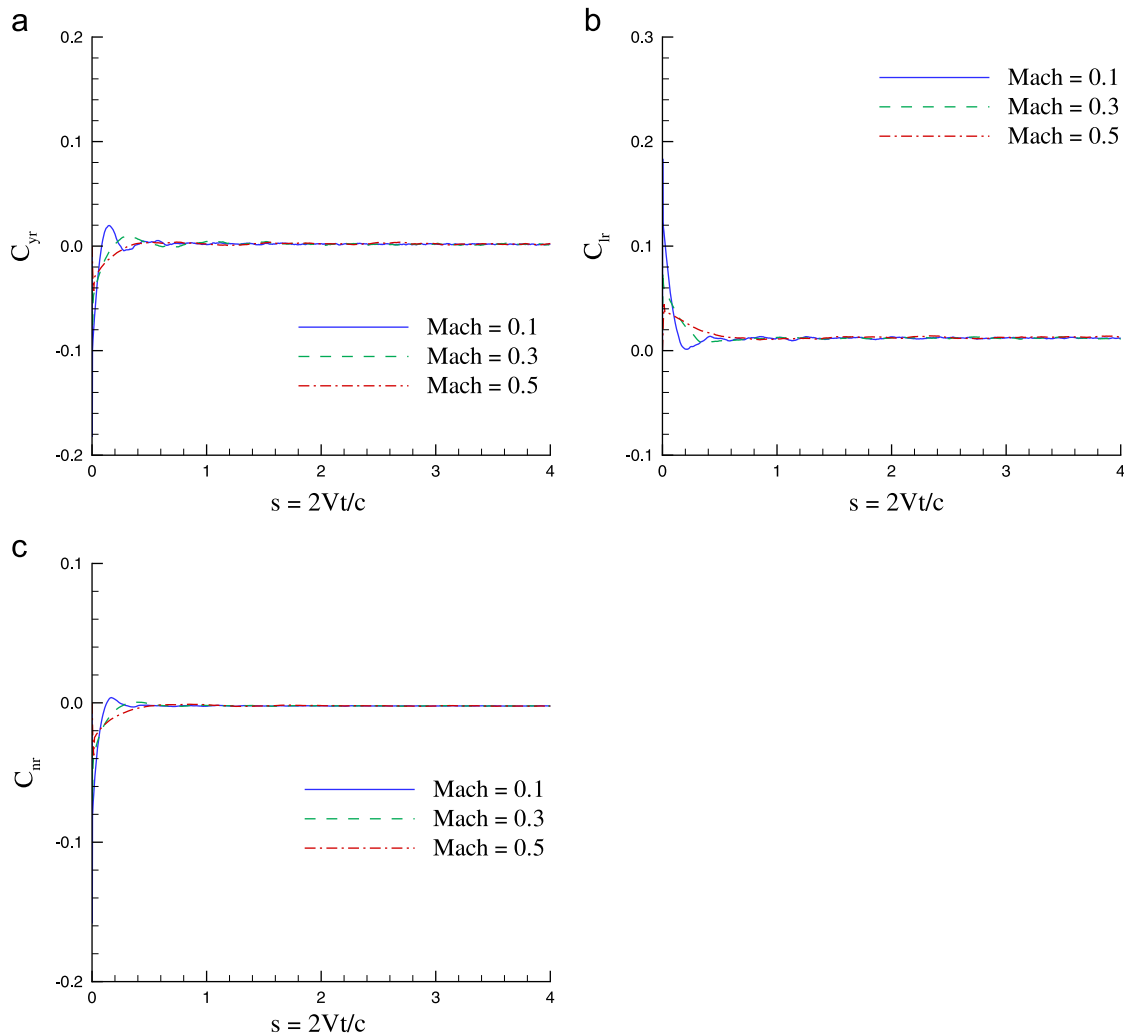 a
0.2
0.1
0.0
-0.1
-0.2
C_yr
Mach = 0.1
Mach = 0.3
Mach = 0.5
0 1 2 3 4
s = 2Vt/c
b
0.3
0.2
0.1
0.0
-0.1
C_lr
Mach = 0.1
Mach = 0.3
Mach = 0.5
0 1 2 3 4
s = 2Vt/c
c
0.1
0.0
-0.1
-0.2
C_nr
Mach = 0.1
Mach = 0.3
Mach = 0.5
0 1 2 3 4
s = 2Vt/c